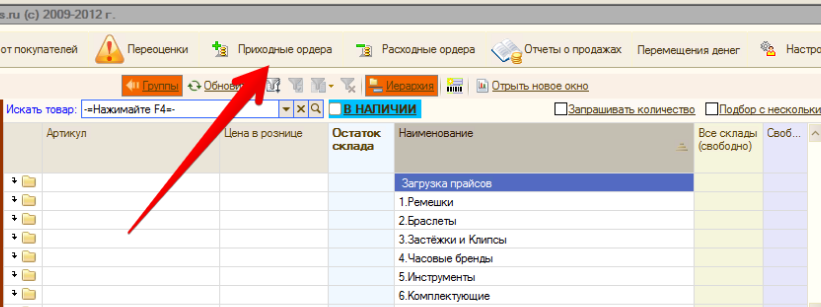 s.ru (c) 2009-2012 г.
от покупателей Переоценки Приходные ордера Расходные ордера Отчеты о продажах Перемещения денег Настро
Группы Обнови Иерархия Отрыть новое окно
Искать товар: -=Нажимайте F4=- В НАЛИЧИИ Запрашивать количество Подбор с нескольки
Артикул Цена в рознице Остаток склада Наименование Все склады (свободно) Своб...
Загрузка прайсов
1.Ремешки
2.Браслеты
3.Застёжки и Клипсы
4.Часовые бренды
5.Инструменты
6.Комплектующие